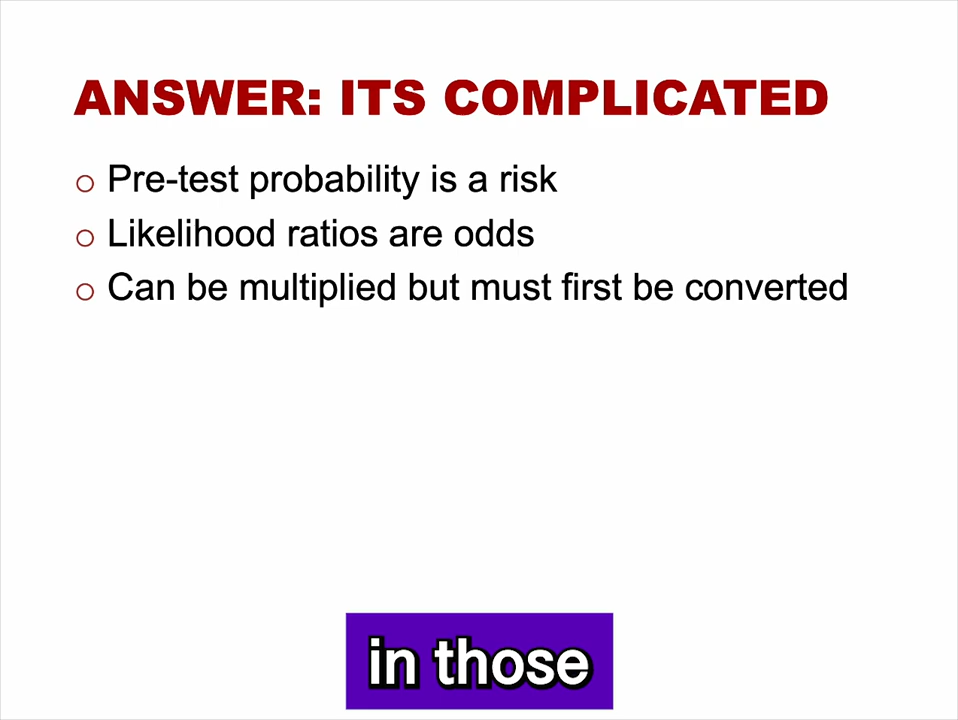 ANSWER: ITS COMPLICATED
Pre-test probability is a risk
Likelihood ratios are odds
Can be multiplied but must first be converted
in those